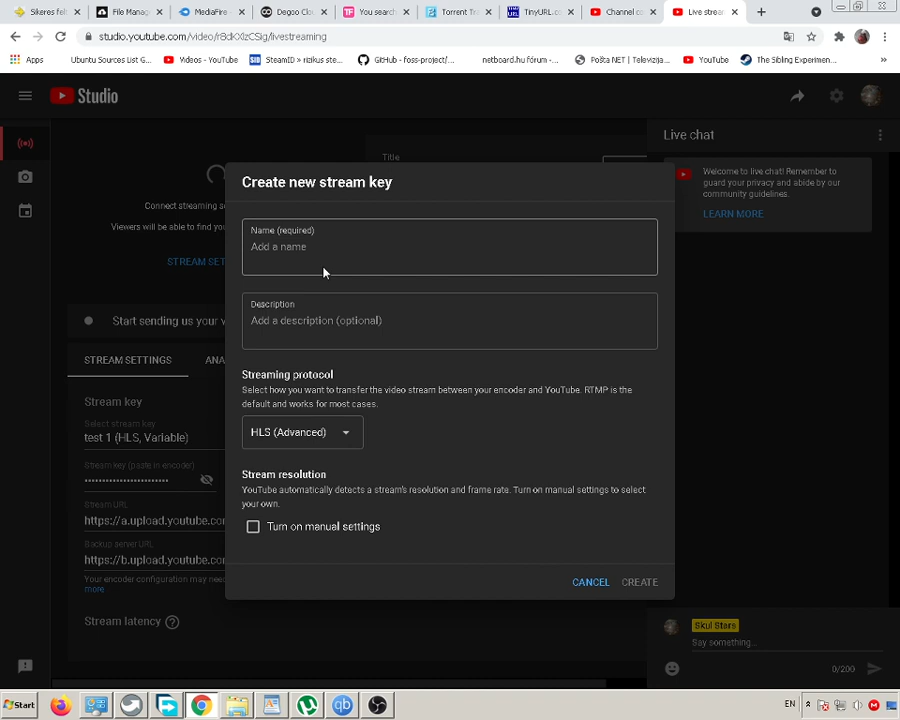 Sikeres fel
File Manag
MediaFire -
Degoo Clo
You search
Torrent Tr
TinyURL.co
Channel co
Live strea
studio.youtube.com/video/r8dkXlzCSig/livestreaming
Apps
Ubuntu Sources List G...
Videos - YouTube
SteamID » rizikus ste...
GitHub - foss-project/...
netboard.hu fórum -...
Pošta NET | Televizija...
YouTube
The Sibling Experimen...
»
Studio
Title
Live chat
Create new stream key
Welcome to live chat! Remember to
guard your privacy and abide by our
community guidelines.
LEARN MORE
Connect streaming s
Viewers will be able to find you
STREAM SET
Name (required)
Add a name
Description
Add a description (optional)
Start sending us your v
STREAM SETTINGS
ANA
Streaming protocol
Select how you want to transfer the video stream between your encoder and YouTube. RTMP is the
default and works for most cases.
HLS (Advanced)
Stream key
Select stream key
test 1 (HLS, Variable)
Stream key (paste in encoder)
•••••••••••••••••••••••
Stream resolution
YouTube automatically detects a stream's resolution and frame rate. Turn on manual settings to select
your own.
Turn on manual settings
Stream URL
https://a.upload.youtube.co
Backup server URL
https://b.upload.youtube.co
Your encoder configuration may nee
more
CANCEL
CREATE
Stream latency
Skul Stars
Say something...
0/200
Start
EN